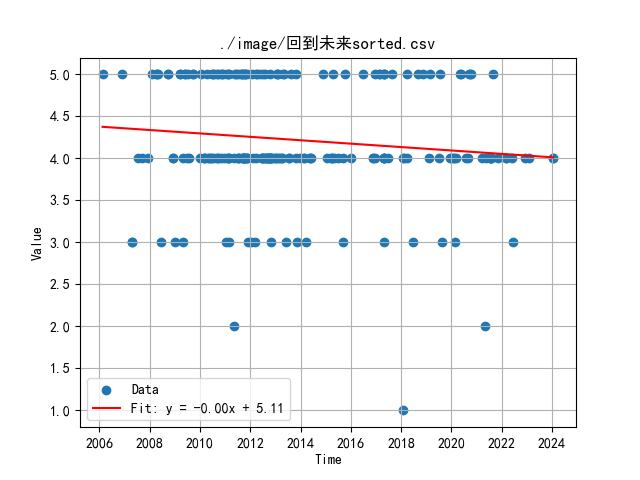 ./image/回到未来sorted.csv
Value
5.0
4.5
4.0
3.5
3.0
2.5
2.0
1.5
1.0
Data
Fit: y = -0.00x + 5.11
2006 2008 2010 2012 2014 2016 2018 2020 2022 2024
Time